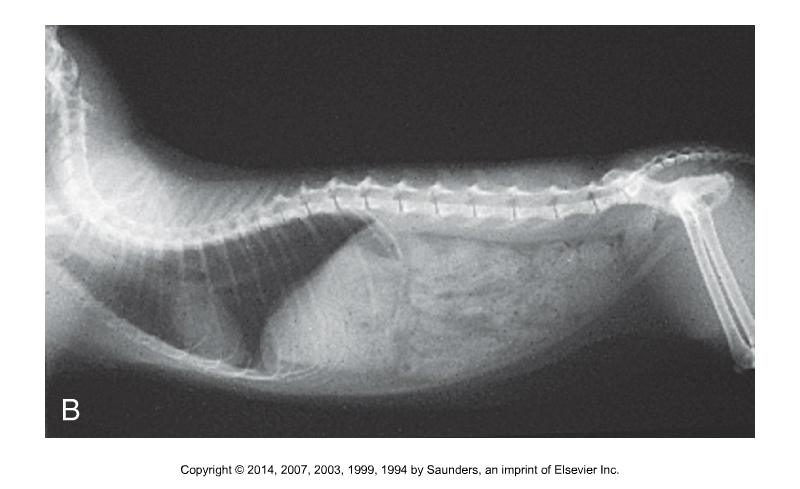 B
Copyright © 2014, 2007, 2003, 1999, 1994 by Saunders, an imprint of Elsevier Inc.